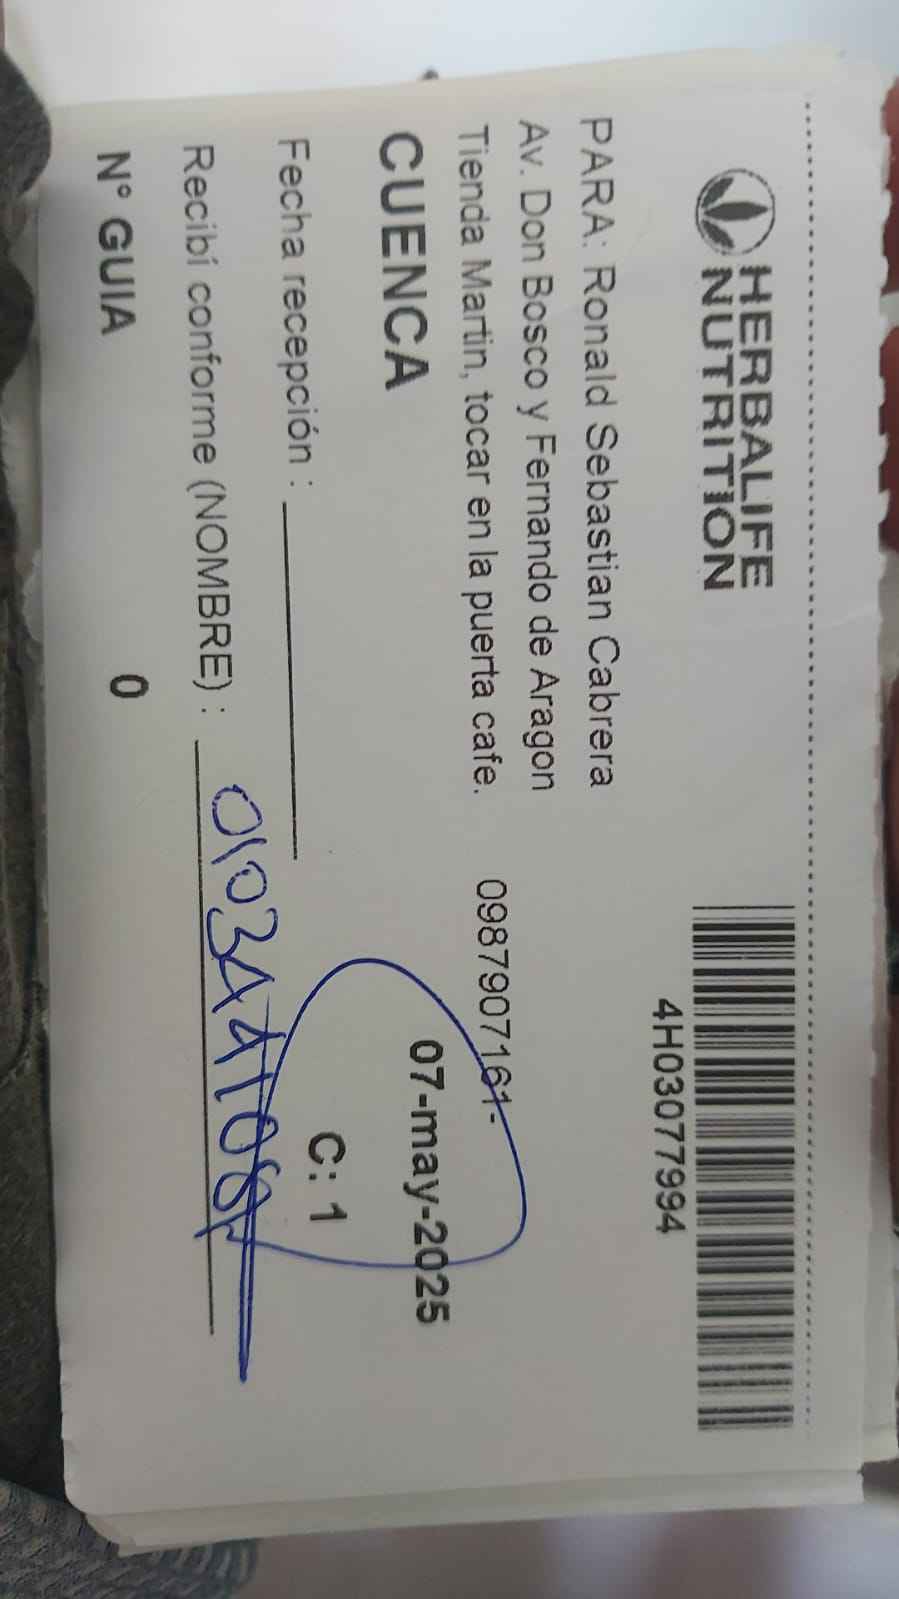 HERBALIFE
NUTRITION
4H03077994
PARA: Ronald Sebastian Cabrera
Av. Don Bosco y Fernando de Aragon
Tienda Martin, tocar en la puerta cafe. 0987907161-
CUENCA 07-may-2025
Fecha recepción : C: 1
Recibí conforme (NOMBRE) :
N° GUIA 0